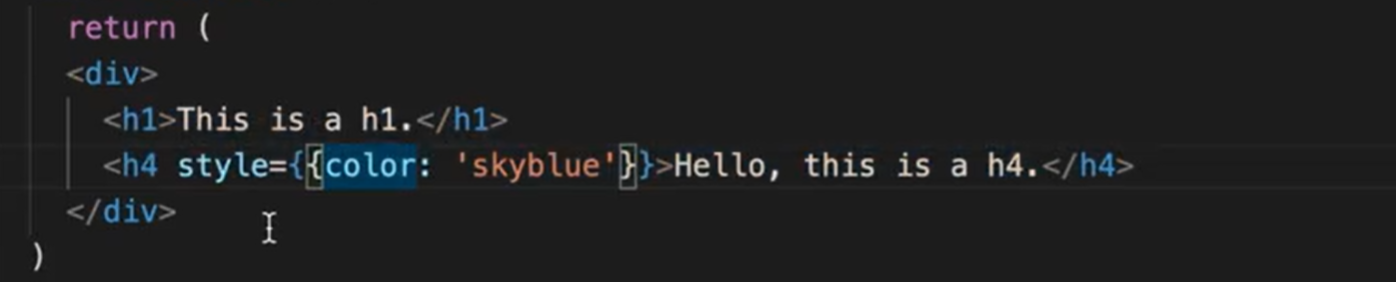 return (
<div>
<h1>This is a h1.</h1>
<h4 style={{color: 'skyblue'}}>Hello, this is a h4.</h4>
</div>
)